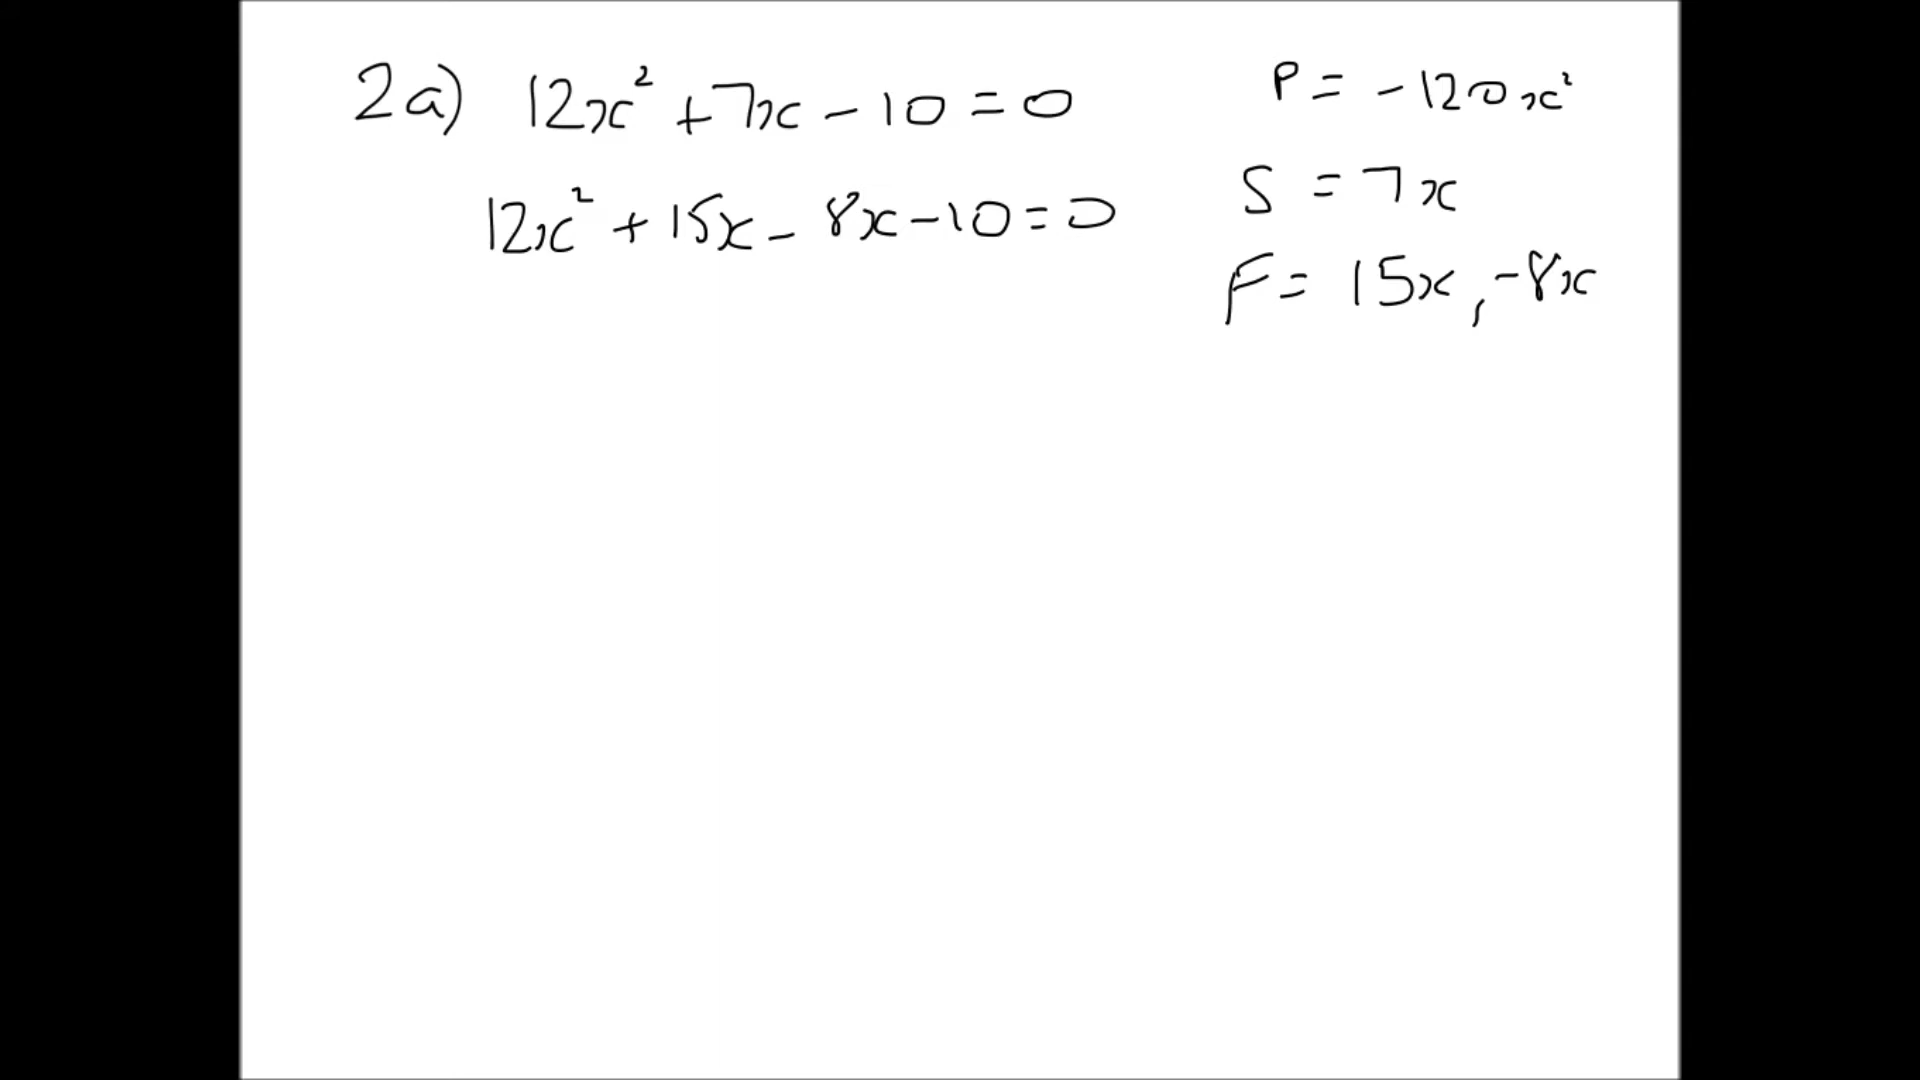 2a) 12x² + 7x - 10 = 0
P = -120x²
12x² + 15x - 8x - 10 = 0
S = 7x
F = 15x, -8x